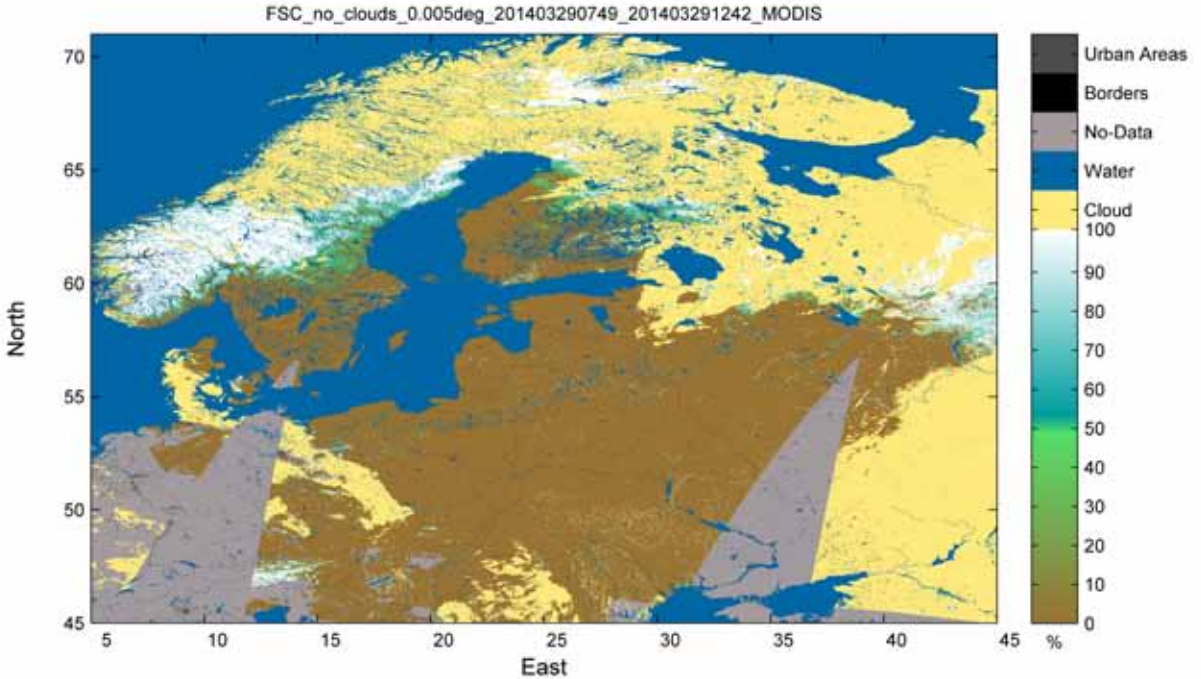 FSC_no_clouds_0.005deg_201403290749_201403291242_MODIS
North
70
65
60
55
50
45
5 10 15 20 25 30 35 40 45
East
Urban Areas
Borders
No-Data
Water
Cloud
100
90
80
70
60
50
40
30
20
10
0
%